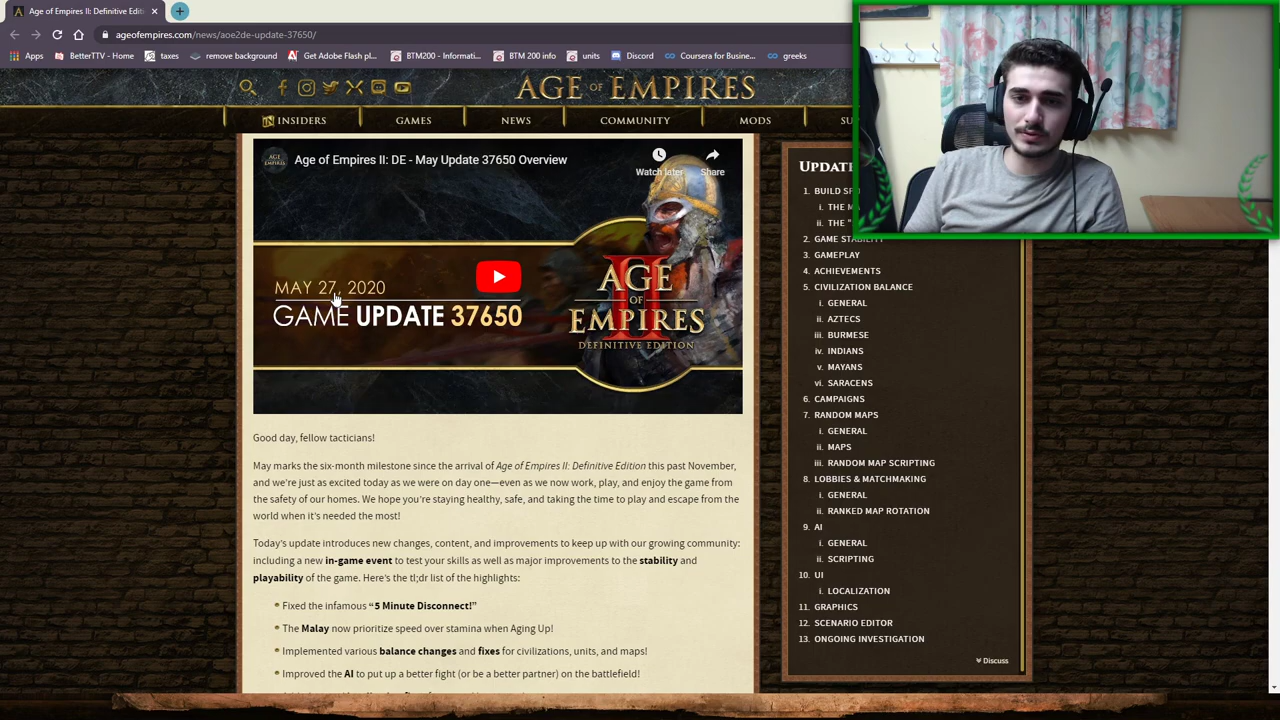 Age of Empires II: Definitive Editi
ageofempires.com/news/aoe2de-update-37650/
Apps
BetterTTV - Home
taxes
remove background
Get Adobe Flash pl...
BTM200 - Informati...
BTM 200 info
units
Discord
Coursera for Busine...
greeks
AGE OF EMPIRES
INSIDERS
GAMES
NEWS
COMMUNITY
MODS
SU
Age of Empires II: DE - May Update 37650 Overview
Watch later
Share
MAY 27, 2020
GAME UPDATE 37650
AGE
OF
EMPIRES
II
DEFINITIVE EDITION
Good day, fellow tacticians!
May marks the six-month milestone since the arrival of Age of Empires II: Definitive Edition this past November,
and we're just as excited today as we were on day one—even as we now work, play, and enjoy the game from
the safety of our homes. We hope you're staying healthy, safe, and taking the time to play and escape from the
world when it's needed the most!
Today's update introduces new changes, content, and improvements to keep up with our growing community:
including a new in-game event to test your skills as well as major improvements to the stability and
playability of the game. Here's the tl;dr list of the highlights:
Fixed the infamous "5 Minute Disconnect!"
The Malay now prioritize speed over stamina when Aging Up!
Implemented various balance changes and fixes for civilizations, units, and maps!
Improved the AI to put up a better fight (or be a better partner) on the battlefield!
UPDAT
1. BUILD SP
i. THE M
ii. THE "
2. GAME STABILITY
3. GAMEPLAY
4. ACHIEVEMENTS
5. CIVILIZATION BALANCE
i. GENERAL
ii. AZTECS
iii. BURMESE
iv. INDIANS
v. MAYANS
vi. SARACENS
6. CAMPAIGNS
7. RANDOM MAPS
i. GENERAL
ii. MAPS
iii. RANDOM MAP SCRIPTING
8. LOBBIES & MATCHMAKING
i. GENERAL
ii. RANKED MAP ROTATION
9. AI
i. GENERAL
ii. SCRIPTING
10. UI
i. LOCALIZATION
11. GRAPHICS
12. SCENARIO EDITOR
13. ONGOING INVESTIGATION
Discuss